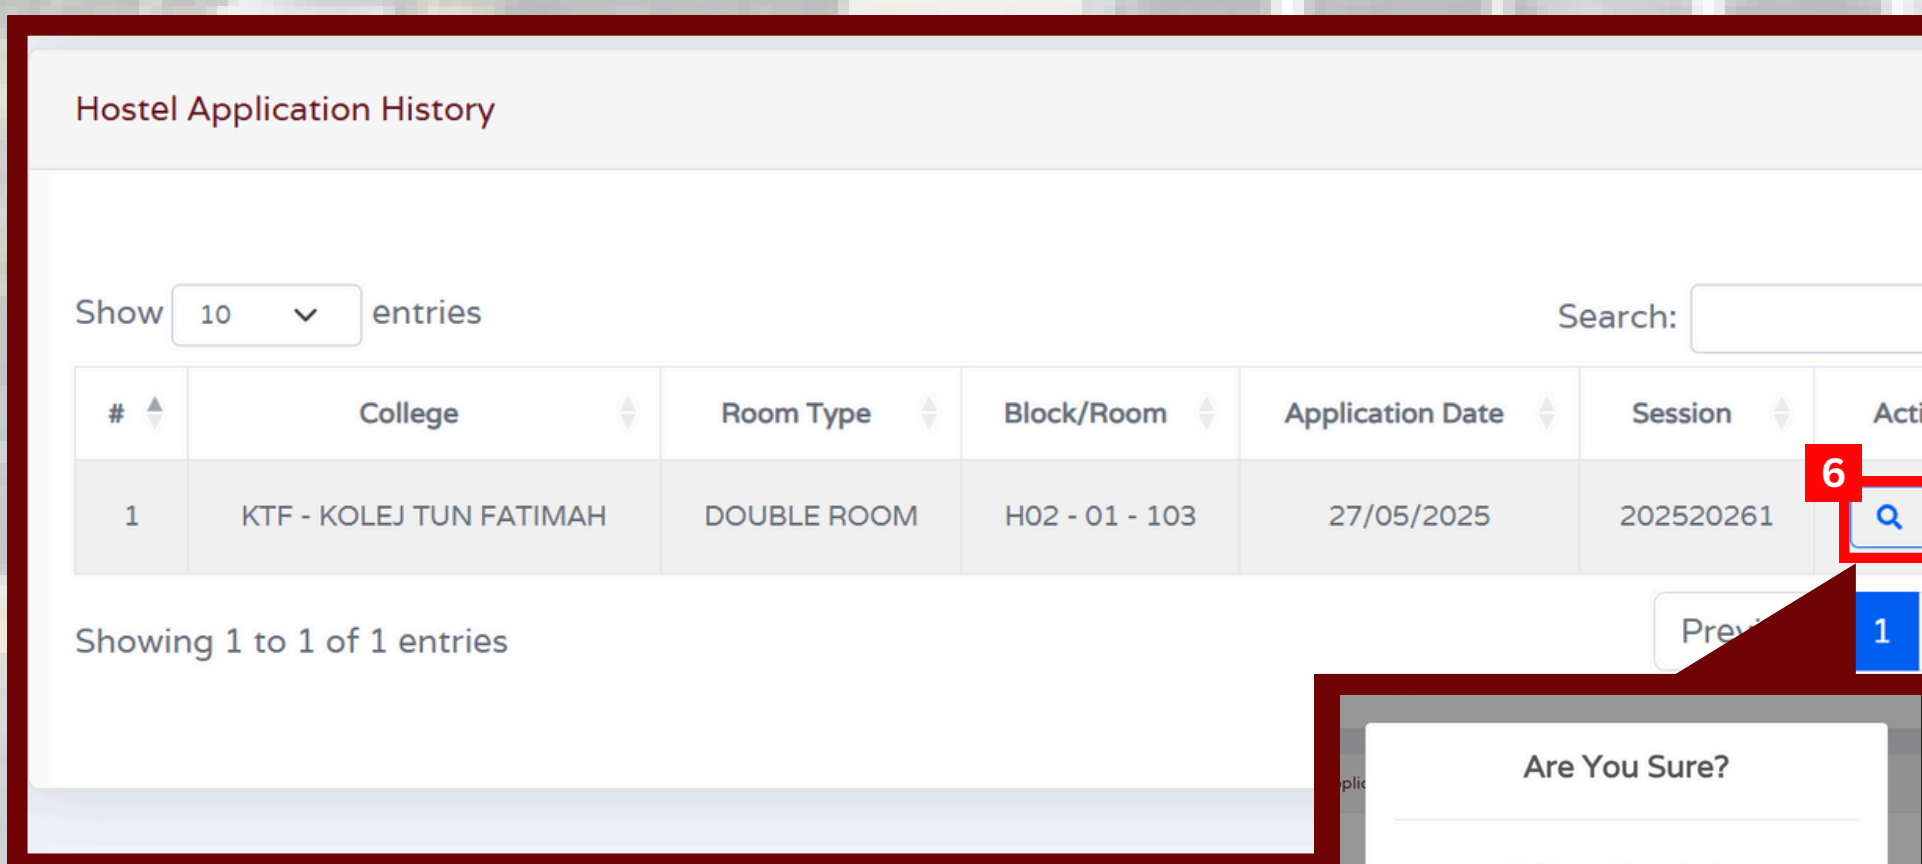 Hostel Application History
Show 10 entries
Search:
# College Room Type Block/Room Application Date Session
6
1 KTF - KOLEJ TUN FATIMAH DOUBLE ROOM H02 - 01 - 103 27/05/2025 202520261
Showing 1 to 1 of 1 entries
1
Are You Sure?